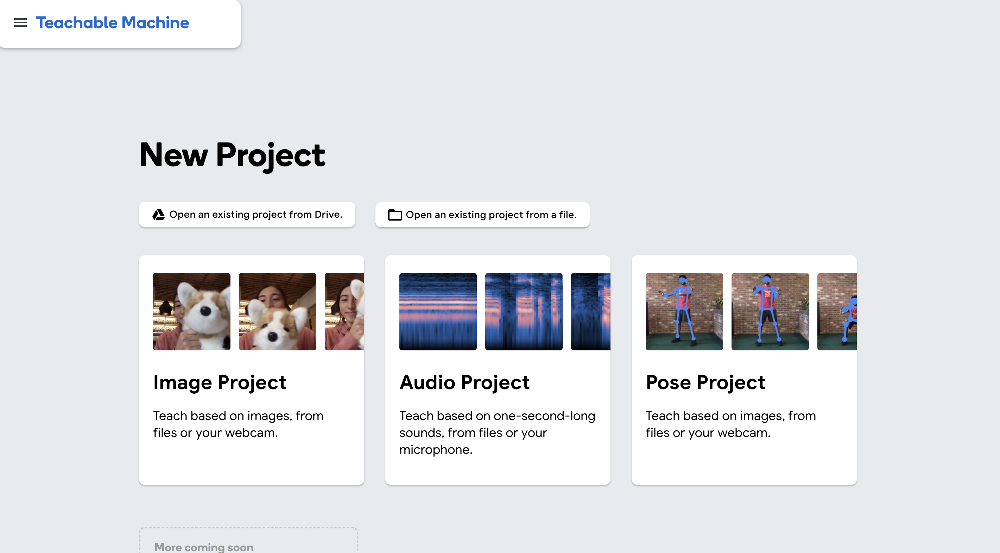 Teachable Machine
New Project
Open an existing project from Drive.
Open an existing project from a file.
Image Project
Teach based on images, from
files or your webcam.
Audio Project
Teach based on one-second-long
sounds, from files or your
microphone.
Pose Project
Teach based on images, from
files or your webcam.
More coming soon